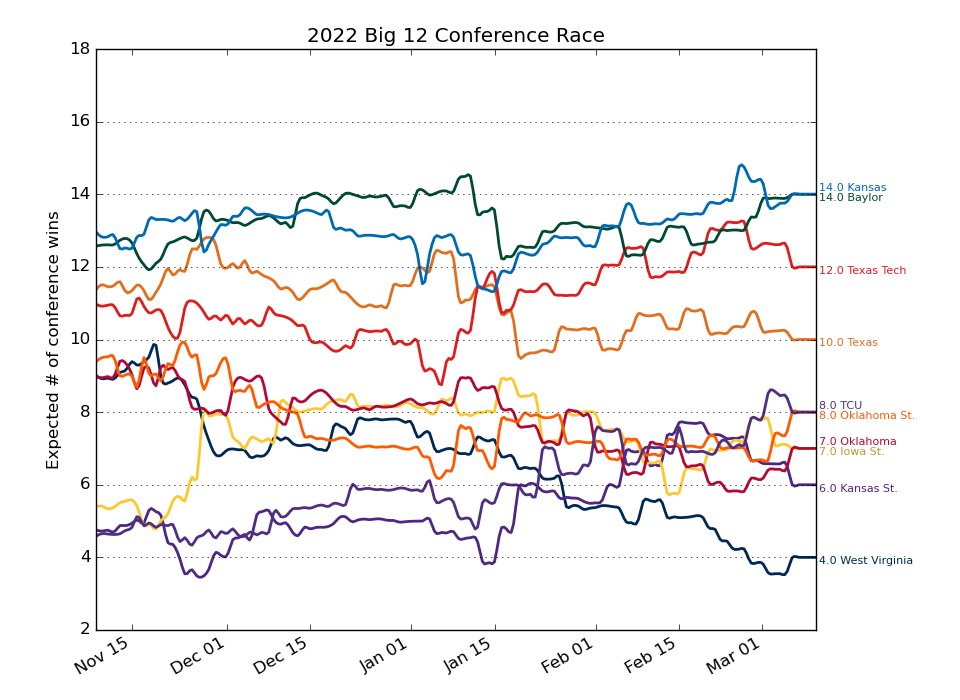 2022 Big 12 Conference Race
Expected # of conference wins
18
16
14
12
10
8
6
4
2
14.0 Kansas
14.0 Baylor
12.0 Texas Tech
10.0 Texas
8.0 TCU
8.0 Oklahoma St.
7.0 Oklahoma
7.0 Iowa St.
6.0 Kansas St.
4.0 West Virginia
Nov 15
Dec 01
Dec 15
Jan 01
Jan 15
Feb 01
Feb 15
Mar 01